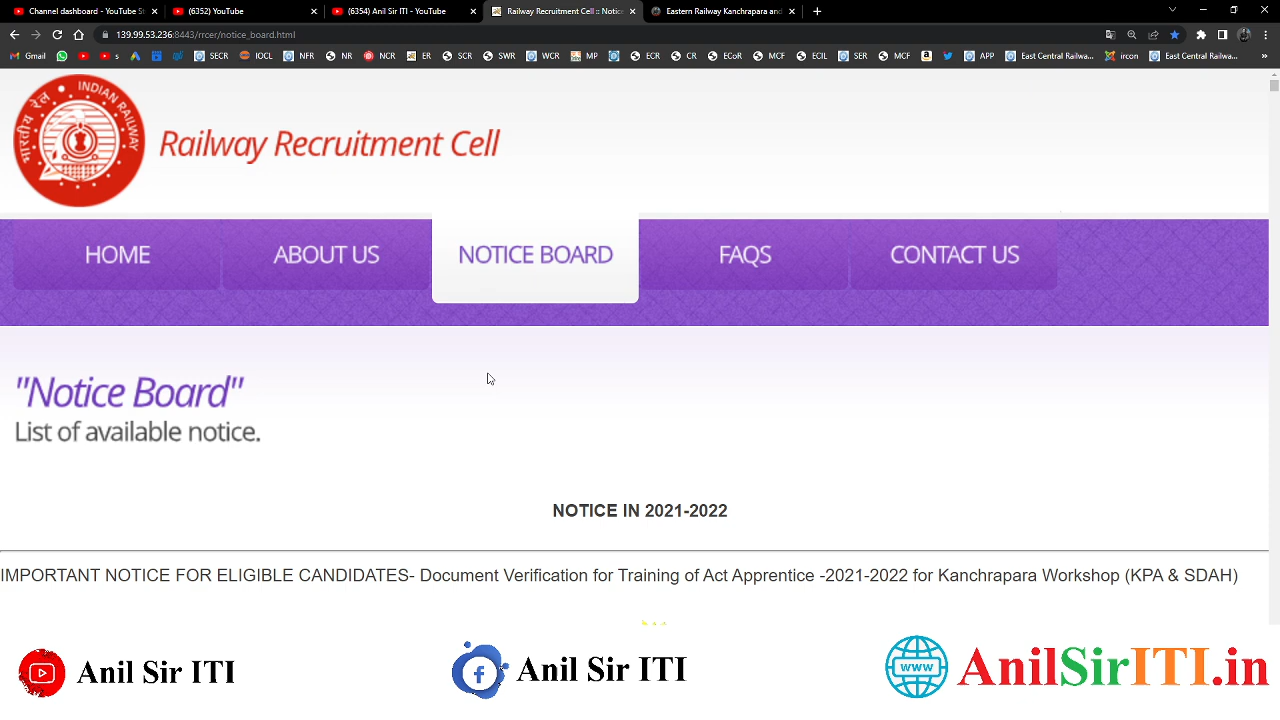 Channel dashboard - YouTube St
(6352) YouTube
(6354) Anil Sir ITI - YouTube
Railway Recruitment Cell :: Notic
Eastern Railway Kanchrapara and
139.99.53.236:8443/rrcer/notice_board.html
Gmail
s
SECR
IOCL
NFR
NR
NCR
ER
SCR
SWR
WCR
MP
ECR
CR
ECoR
MCF
ECIL
SER
MCF
APP
East Central Railwa...
ircon
East Central Railwa...
भारतीय रेल INDIAN RAILWAY
Railway Recruitment Cell
HOME
ABOUT US
NOTICE BOARD
FAQS
CONTACT US
"Notice Board"
List of available notice.
NOTICE IN 2021-2022
IMPORTANT NOTICE FOR ELIGIBLE CANDIDATES- Document Verification for Training of Act Apprentice -2021-2022 for Kanchrapara Workshop (KPA & SDAH)
Anil Sir ITI
Anil Sir ITI
www
AnilSirITI.in